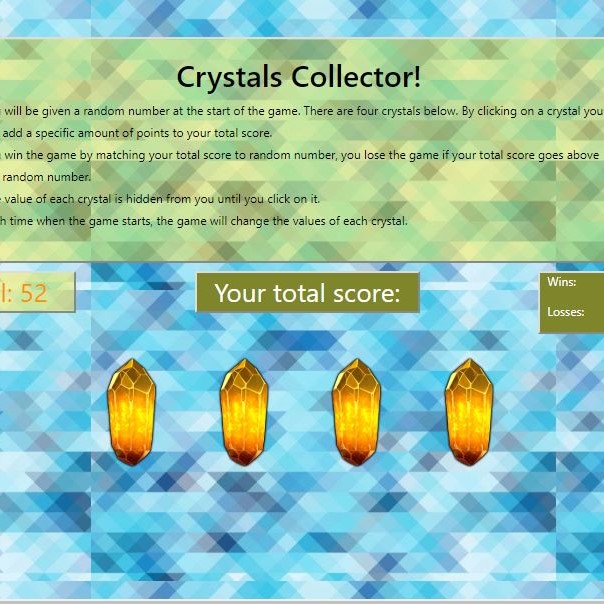 Crystals Collector!
will be given a random number at the start of the game. There are four crystals below. By clicking on a crystal you
add a specific amount of points to your total score.
win the game by matching your total score to random number, you lose the game if your total score goes above
random number.
value of each crystal is hidden from you until you click on it.
time when the game starts, the game will change the values of each crystal.
l: 52
Your total score:
Wins:
Losses: